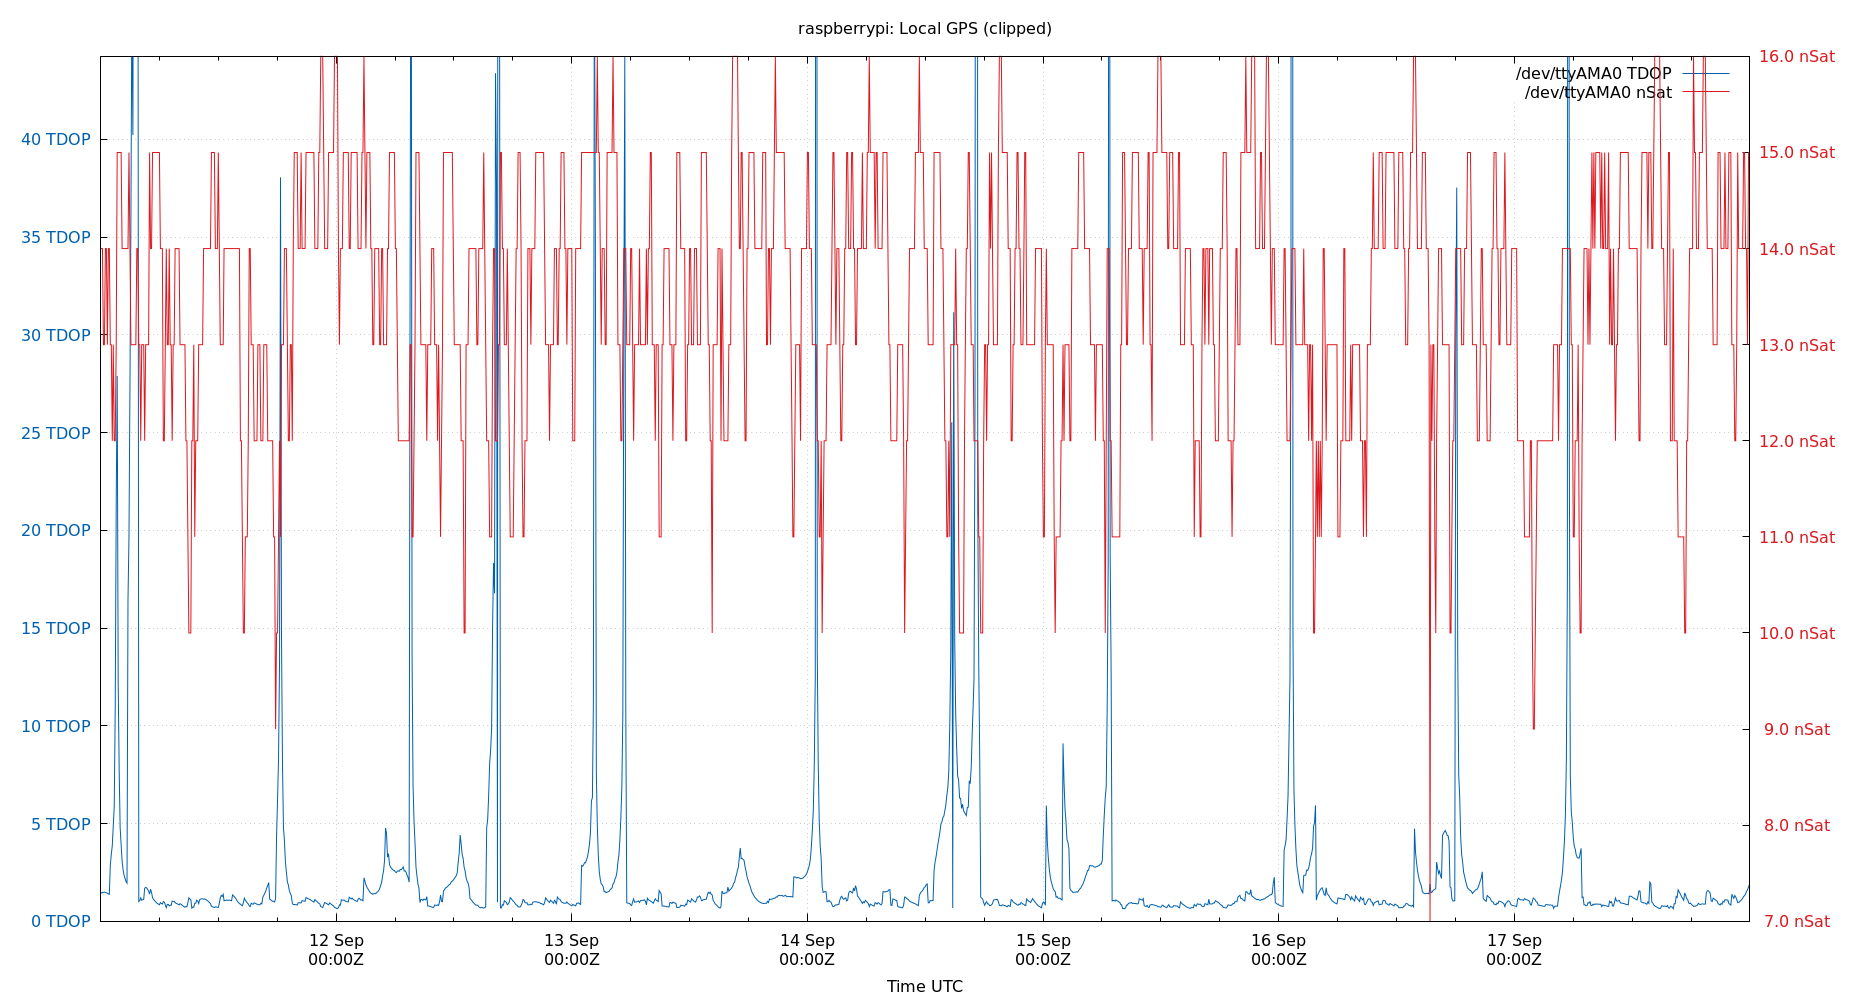 raspberrypi: Local GPS (clipped)
/dev/ttyAMA0 TDOP
/dev/ttyAMA0 nSat
40 TDOP
35 TDOP
30 TDOP
25 TDOP
20 TDOP
15 TDOP
10 TDOP
5 TDOP
0 TDOP
16.0 nSat
15.0 nSat
14.0 nSat
13.0 nSat
12.0 nSat
11.0 nSat
10.0 nSat
9.0 nSat
8.0 nSat
7.0 nSat
12 Sep
00:00Z
13 Sep
00:00Z
14 Sep
00:00Z
15 Sep
00:00Z
16 Sep
00:00Z
17 Sep
00:00Z
Time UTC